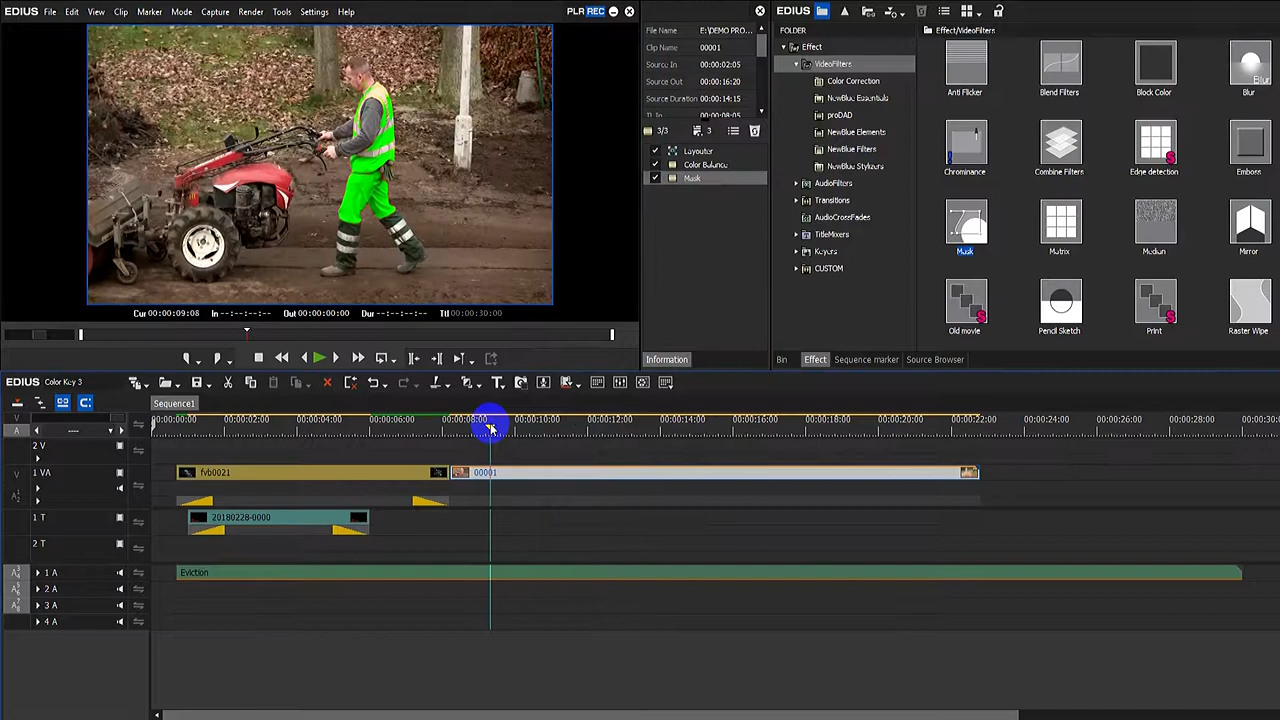 EDIUS File Edit View Clip Marker Mode Capture Render Tools Settings Help PLR REC
Cur 00:00:09:08 In --:--:--:-- Out 00:00:00:00 Dur --:--:--:-- Ttl 00:00:30:00
File Name E:\DEMO PRO...
Clip Name 00001
Source In 00:00:02:05
Source Out 00:00:16:20
Source Duration 00:00:14:15
3/3 3
Layouter
Color Balance
Mask
Information
EDIUS
FOLDER
Effect
VideoFilters
Color Correction
NewBlue Essentials
proDAD
NewBlue Elements
NewBlue Filters
NewBlue Stylizers
AudioFilters
Transitions
AudioCrossFades
TitleMixers
Keyers
CUSTOM
Effect/VideoFilters
Anti Flicker Blend Filters Block Color Blur
Chrominance Combine Filters Edge detection Emboss
Mask Matrix Median Mirror
Old movie Pencil Sketch Print Raster Wipe
Bin Effect Sequence marker Source Browser
EDIUS Color Key 3
Sequence1
00:00:00:00 00:00:02:00 00:00:04:00 00:00:06:00 00:00:08:00 00:00:10:00 00:00:12:00 00:00:14:00 00:00:16:00 00:00:18:00 00:00:20:00 00:00:22:00 00:00:24:00 00:00:26:00 00:00:28:00
2 V
1 VA fvb0021 00001
1 T 20180228-0000
2 T
1 A Eviction
2 A
3 A
4 A